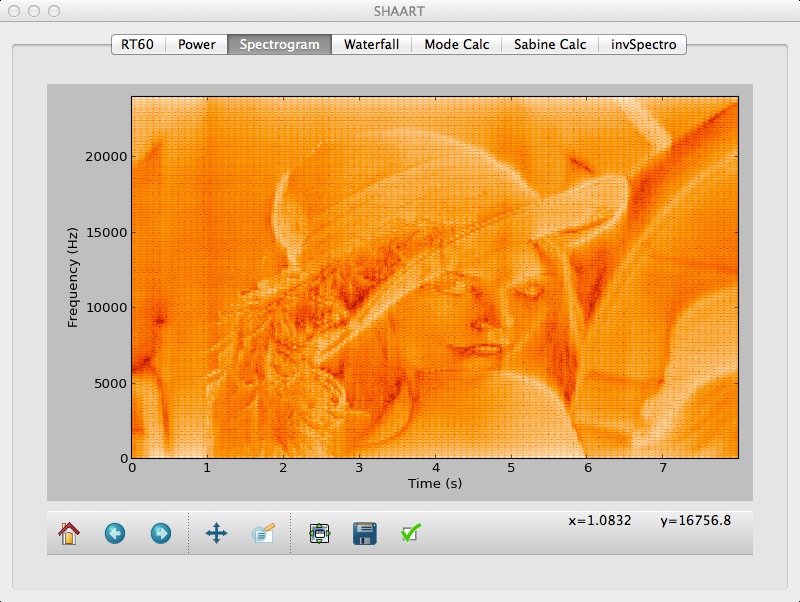 SHAART
RT60 Power Spectrogram Waterfall Mode Calc Sabine Calc invSpectro
20000
15000
10000
5000
0
Frequency (Hz)
0 1 2 3 4 5 6 7
Time (s)
x=1.0832 y=16756.8